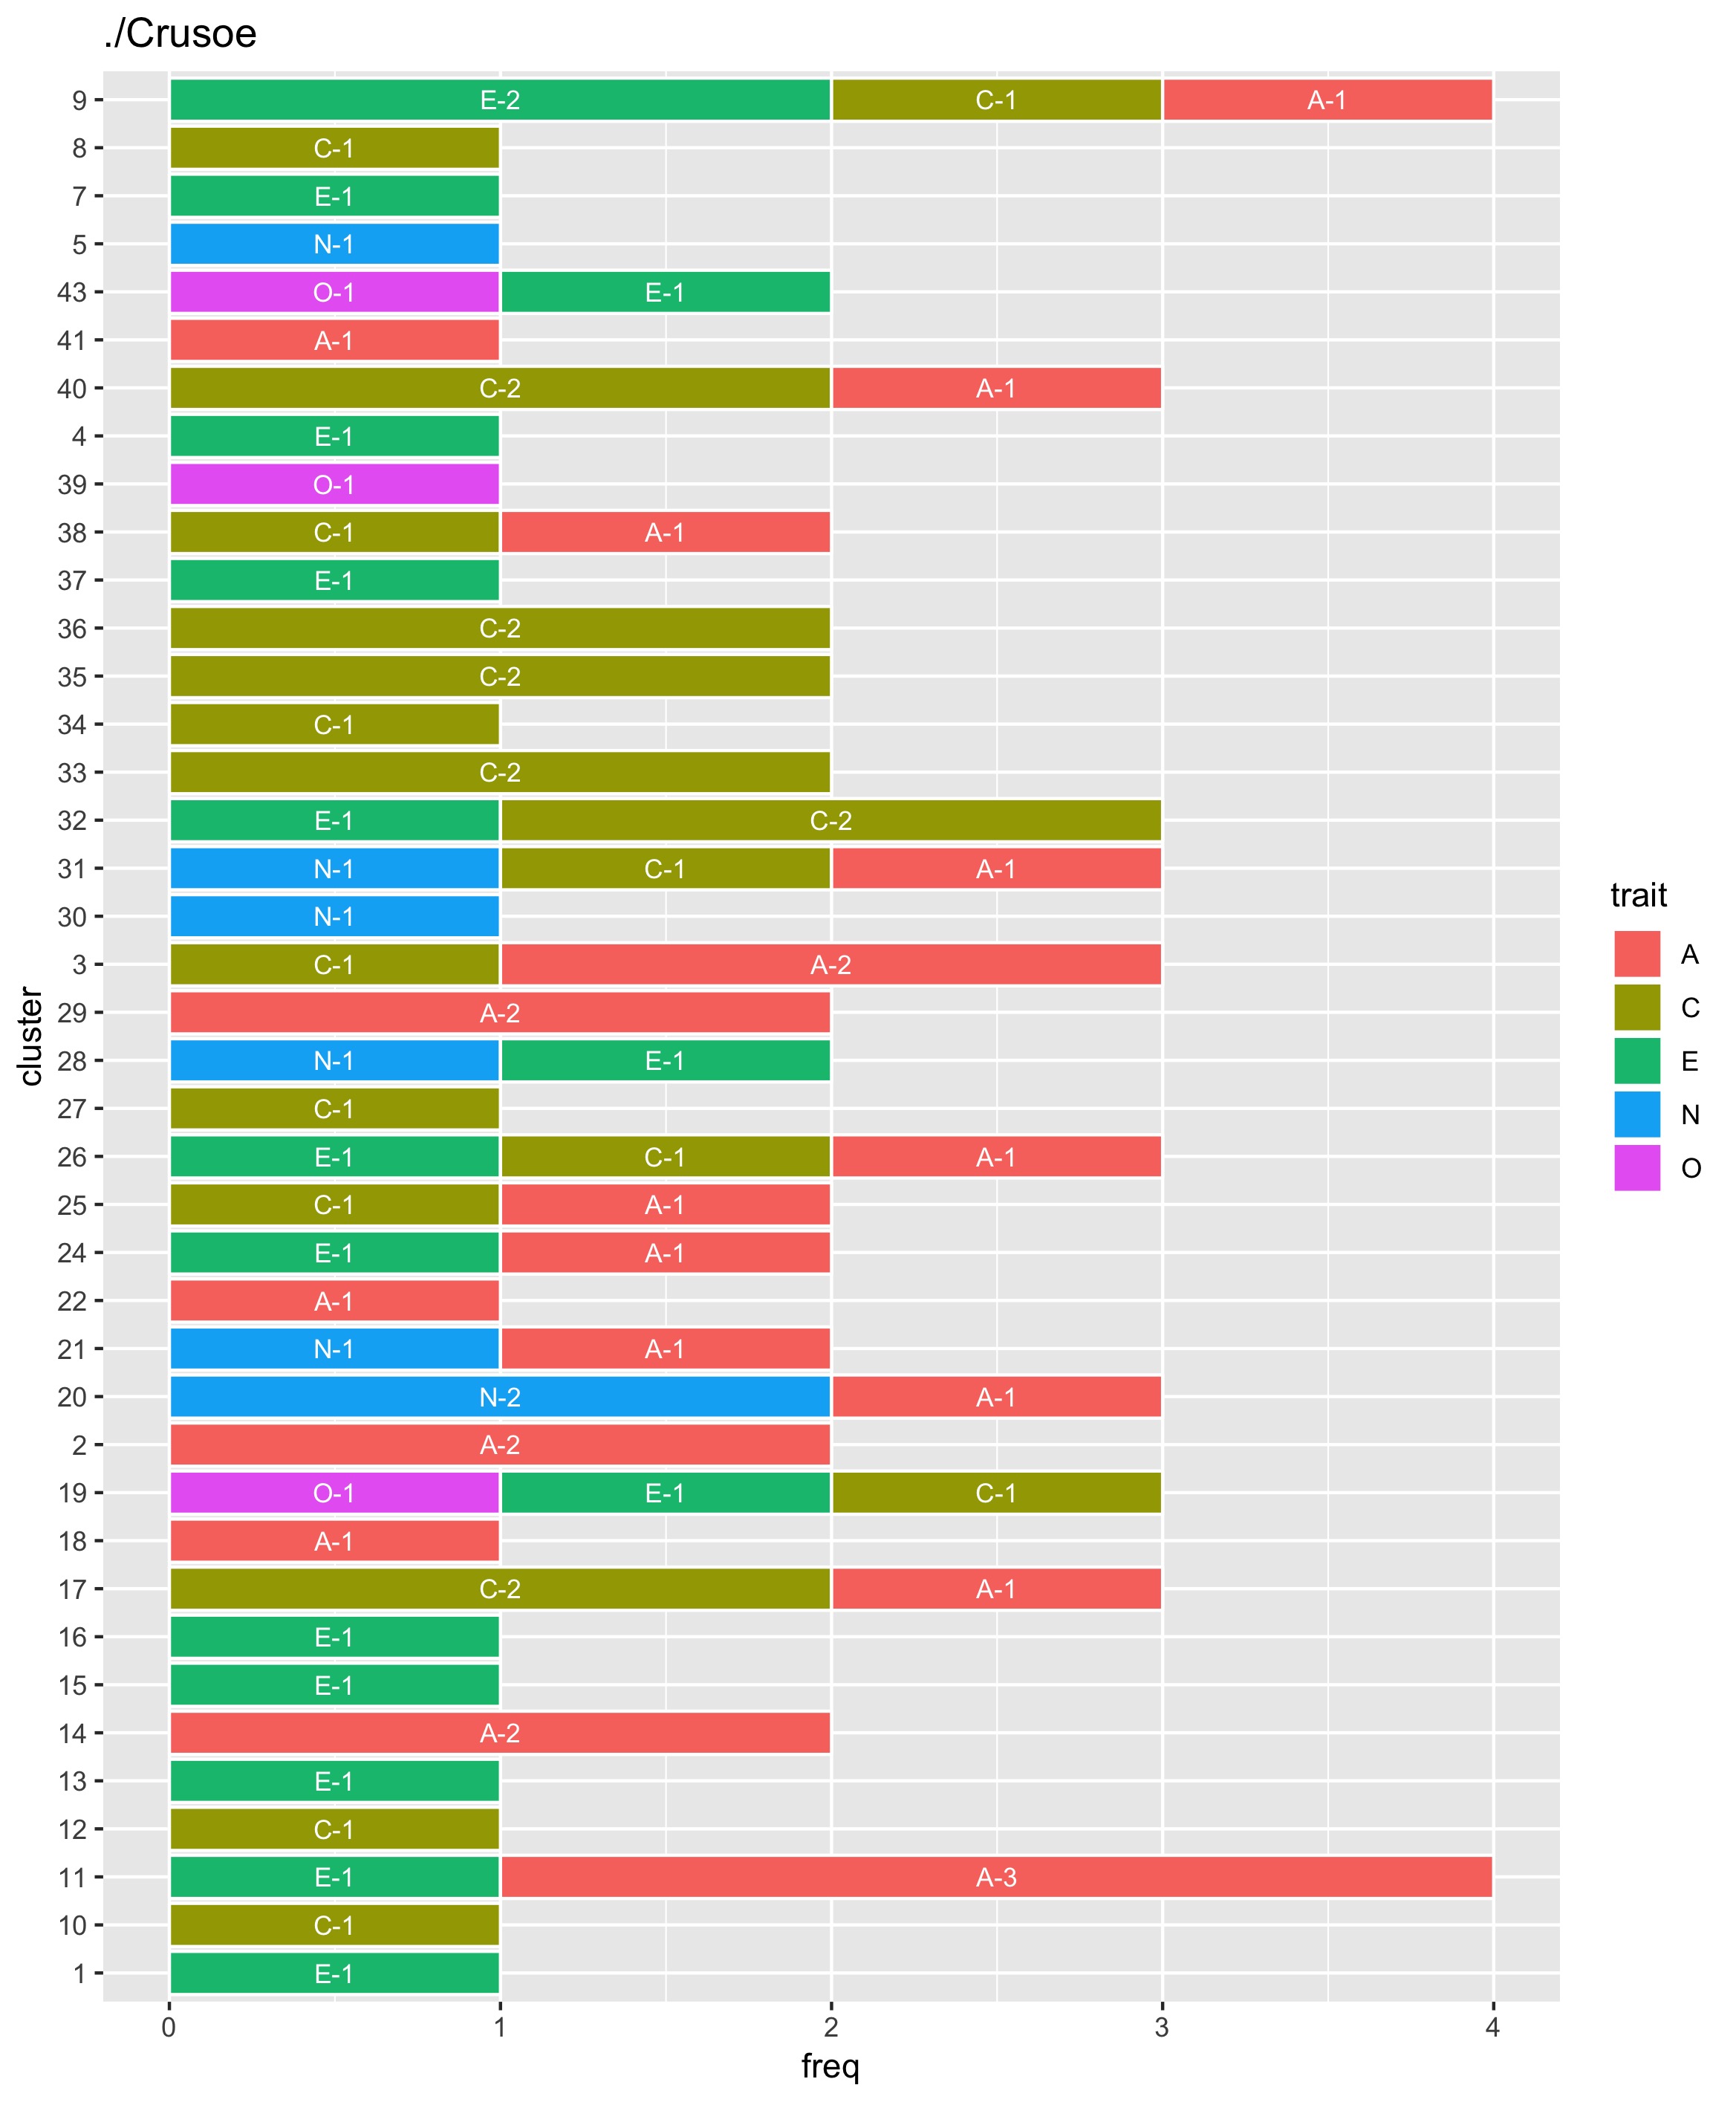 ./Crusoe
9 E-2 C-1 A-1
8 C-1
7 E-1
5 N-1
43 O-1 E-1
41 A-1
40 C-2 A-1
4 E-1
39 O-1
38 C-1 A-1
37 E-1
36 C-2
35 C-2
34 C-1
33 C-2
32 E-1 C-2
31 N-1 C-1 A-1
30 N-1
3 C-1 A-2
29 A-2
28 N-1 E-1
27 C-1
26 E-1 C-1 A-1
25 C-1 A-1
24 E-1 A-1
22 A-1
21 N-1 A-1
20 N-2 A-1
2 A-2
19 O-1 E-1 C-1
18 A-1
17 C-2 A-1
16 E-1
15 E-1
14 A-2
13 E-1
12 C-1
11 E-1 A-3
10 C-1
1 E-1
0 1 2 3 4
freq
cluster
trait
A
C
E
N
O